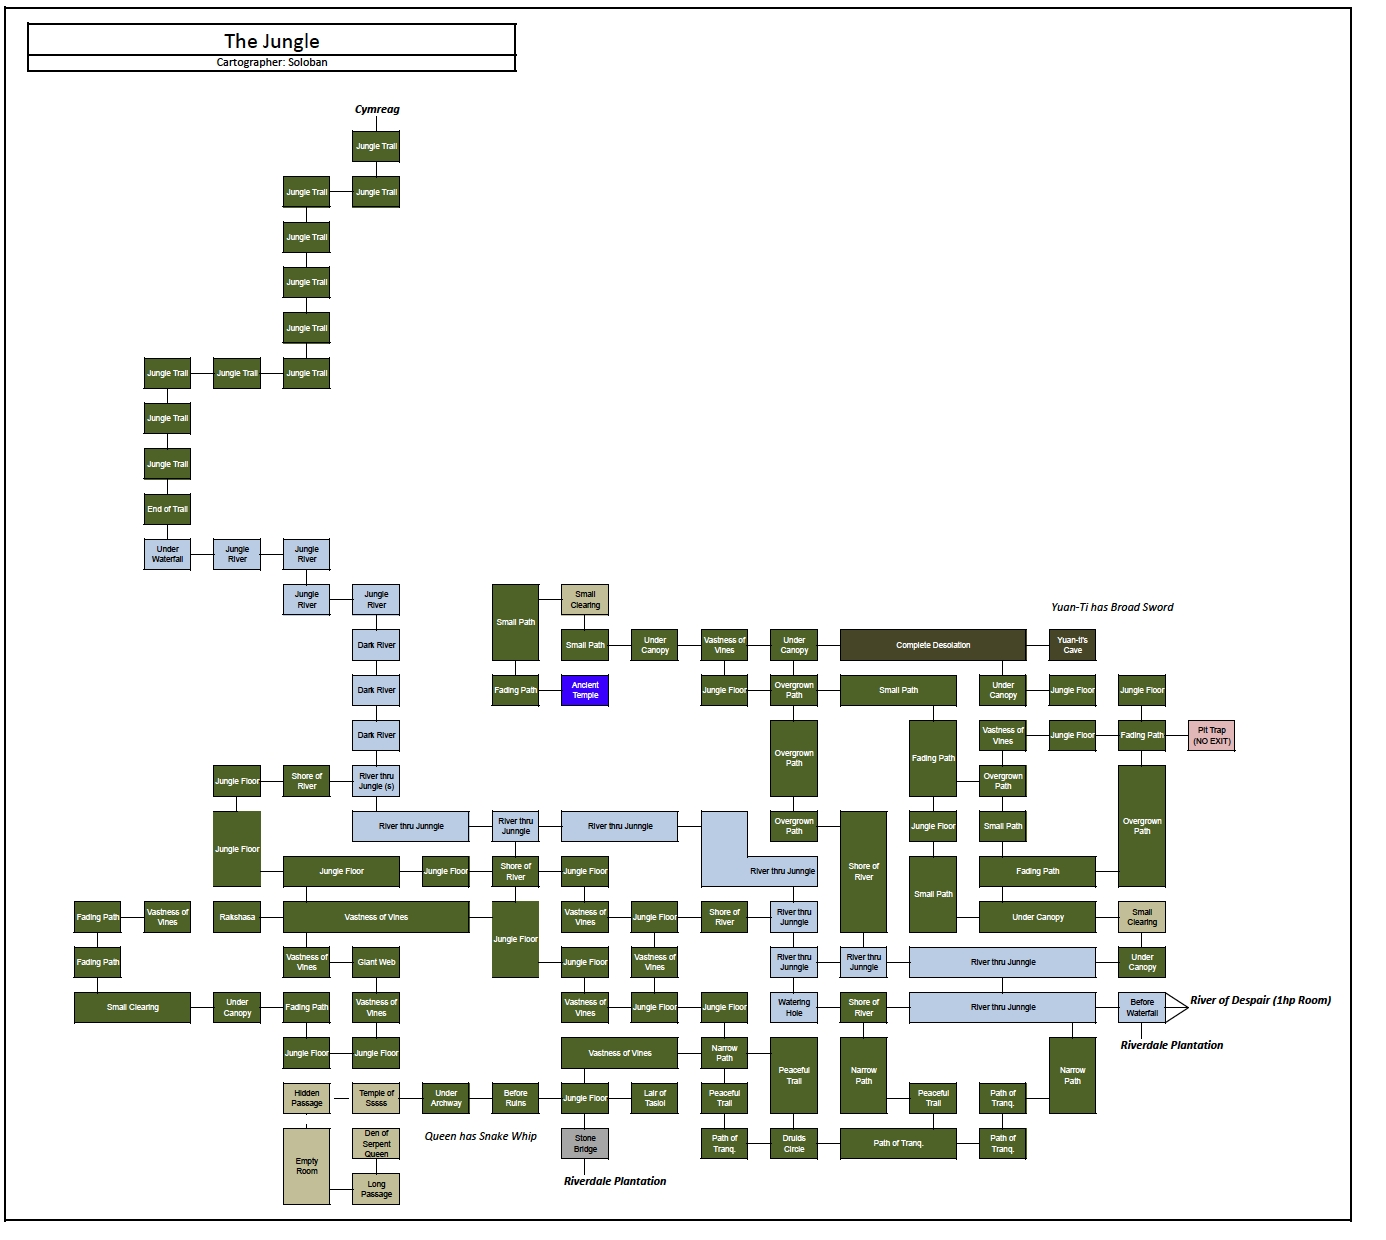 The Jungle
Cartographer: Soloban
Cymreag
Jungle Trail
Jungle Trail
Jungle Trail
Jungle Trail
Jungle Trail
Jungle Trail
Jungle Trail
Jungle Trail
Jungle Trail
Jungle Trail
Jungle Trail
End of Trail
Under
Waterfall
Jungle
River
Jungle
River
Jungle
River
Jungle
River
Small Path
Small
Clearing
Yuan-Ti has Broad Sword
Dark River
Small Path
Under
Canopy
Vastness of
Vines
Under
Canopy
Complete Desolation
Yuan-ti's
Cave
Dark River
Fading Path
Ancient
Temple
Jungle Floor
Overgrown
Path
Small Path
Under
Canopy
Jungle Floor
Jungle Floor
Dark River
Overgrown
Path
Fading Path
Vastness of
Vines
Jungle Floor
Fading Path
Pit Trap
(NO EXIT)
Jungle Floor
Shore of
River
River thru
Jungle (s)
Overgrown
Path
Jungle Floor
River thru Junngle
River thru
Junngle
River thru Junngle
River thru Junngle
Overgrown
Path
Shore of
River
Jungle Floor
Small Path
Overgrown
Path
Jungle Floor
Jungle Floor
Shore of
River
Jungle Floor
Small Path
Fading Path
Fading Path
Vastness of
Vines
Rakshasa
Vastness of Vines
Jungle Floor
Vastness of
Vines
Jungle Floor
Shore of
River
River thru
Junngle
Under Canopy
Small
Clearing
Fading Path
Vastness of
Vines
Giant Web
Jungle Floor
Vastness of
Vines
River thru
Junngle
River thru
Junngle
River thru Junngle
Under
Canopy
Small Clearing
Under
Canopy
Fading Path
Vastness of
Vines
Vastness of
Vines
Jungle Floor
Jungle Floor
Watering
Hole
Shore of
River
River thru Junngle
Before
Waterfall
River of Despair (1hp Room)
Riverdale Plantation
Jungle Floor
Jungle Floor
Vastness of Vines
Narrow
Path
Peaceful
Trail
Narrow
Path
Narrow
Path
Hidden
Passage
Temple of
Sssss
Under
Archway
Before
Ruins
Jungle Floor
Lair of
Tasloi
Peaceful
Trail
Peaceful
Trail
Path of
Tranq.
Queen has Snake Whip
Empty
Room
Den of
Serpent
Queen
Stone
Bridge
Path of
Tranq.
Druids
Circle
Path of Tranq.
Path of
Tranq.
Long
Passage
Riverdale Plantation